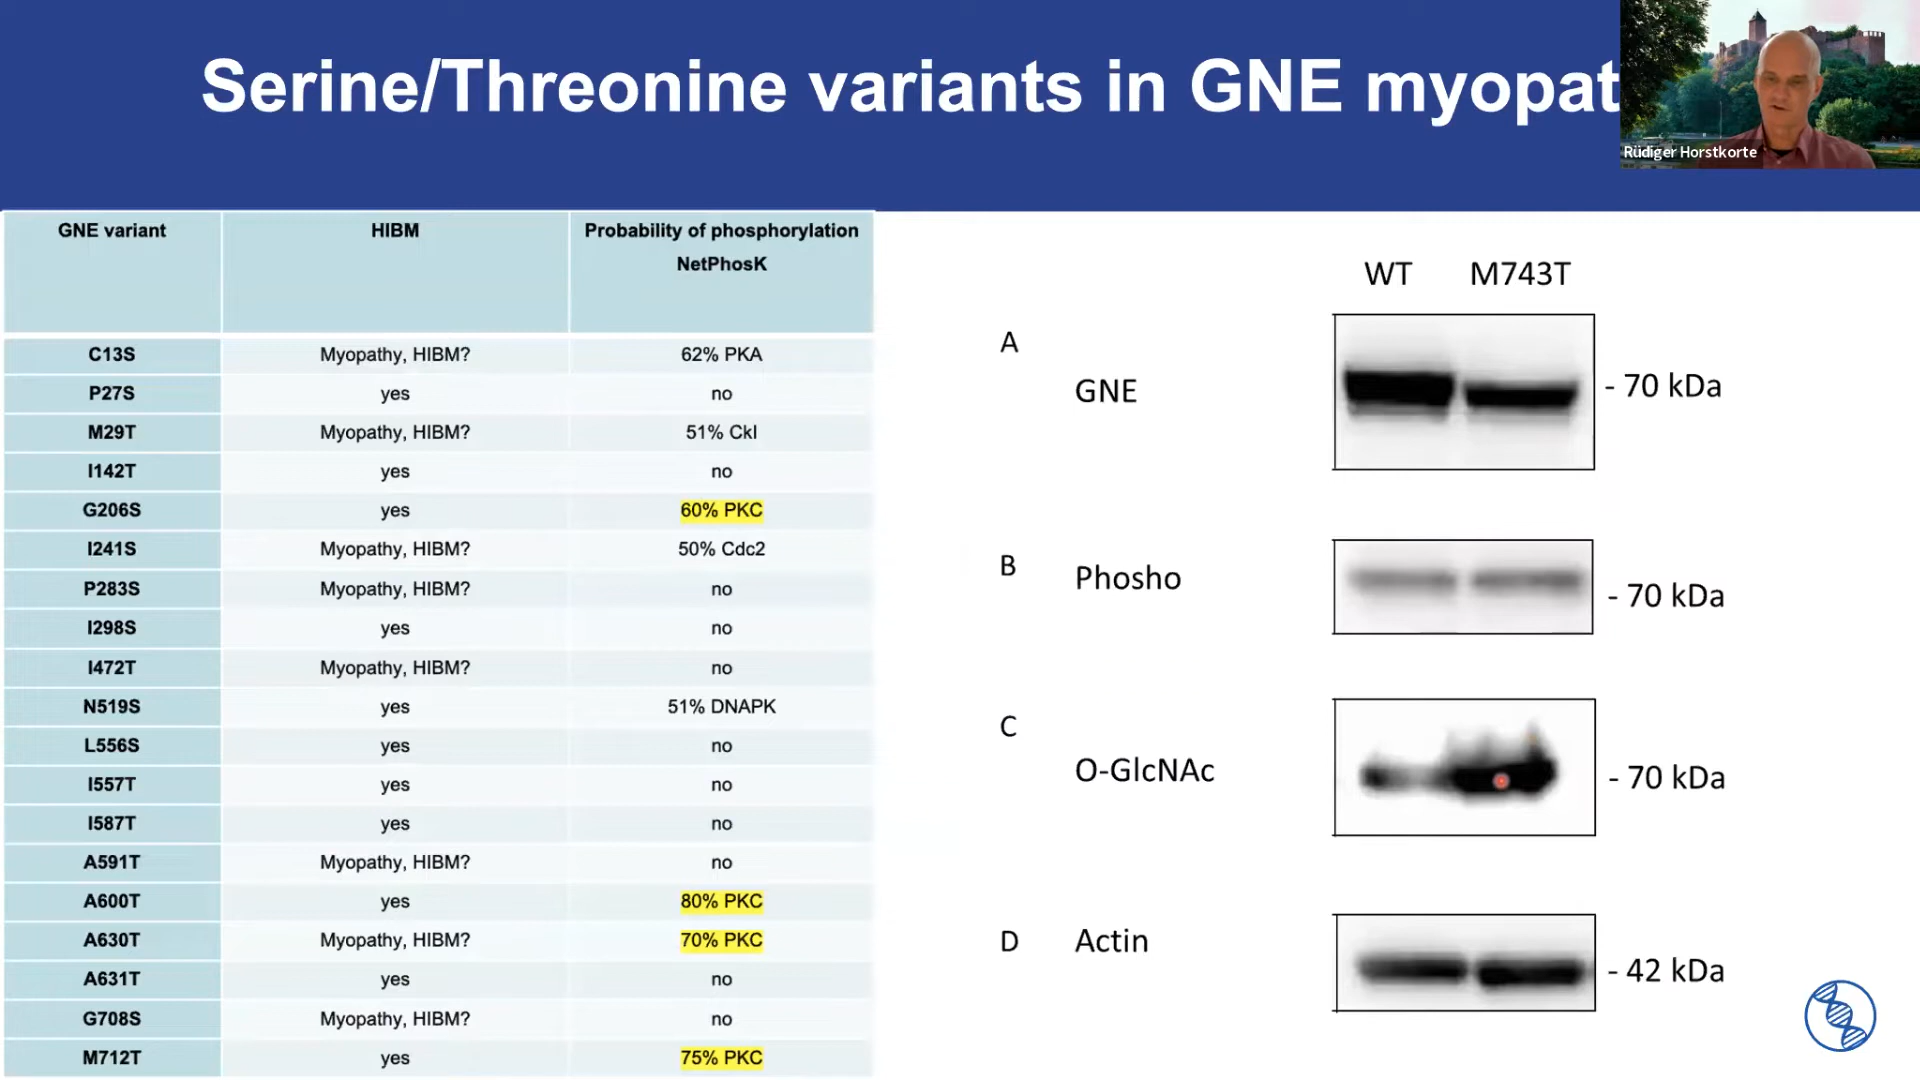 Serine/Threonine variants in GNE myopat
Rüdiger Horstkorte
GNE variant HIBM Probability of phosphorylation
NetPhosK
C13S Myopathy, HIBM? 62% PKA
P27S yes no
M29T Myopathy, HIBM? 51% CkI
I142T yes no
G206S yes 60% PKC
I241S Myopathy, HIBM? 50% Cdc2
P283S Myopathy, HIBM? no
I298S yes no
I472T Myopathy, HIBM? no
N519S yes 51% DNAPK
L556S yes no
I557T yes no
I587T yes no
A591T Myopathy, HIBM? no
A600T yes 80% PKC
A630T Myopathy, HIBM? 70% PKC
A631T yes no
G708S Myopathy, HIBM? no
M712T yes 75% PKC
WT M743T
A
GNE
- 70 kDa
B
Phosho
- 70 kDa
C
O-GlcNAc
- 70 kDa
D Actin
- 42 kDa